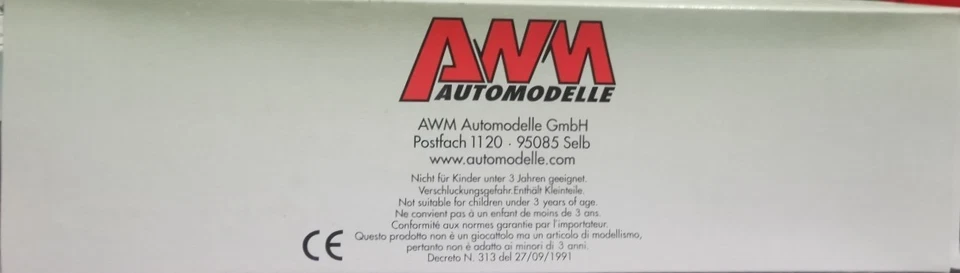 AWM
AUTOMODELLE
AWM Automodelle GmbH
Postfach 1120 · 95085 Selb
www.automodelle.com
Nicht für Kinder unter 3 Jahren geeignet.
Verschluckungsgefahr.Enthält Kleinteile.
Not suitable for children under 3 years of age.
Ne convient pas à un enfant de moins de 3 ans.
Conformité aux normes garantie par l'importateur.
Questo prodotto non è un giocattolo ma un articolo di modellismo,
pertanto non è adatto ai minori di 3 anni.
Decreto N. 313 del 27/09/1991
CE